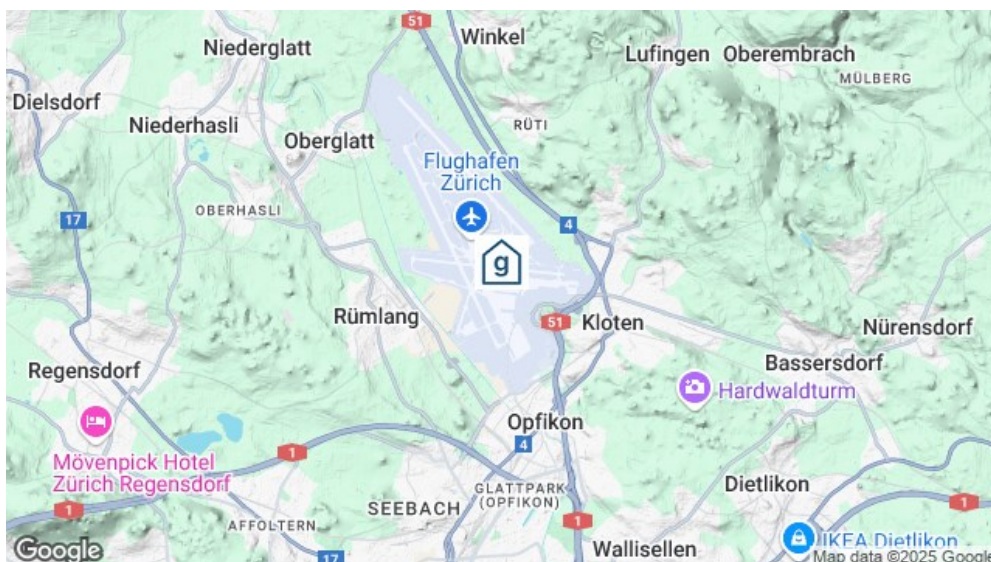 51
Winkel
Niederglatt
Lufingen
Oberembrach
MÜLBERG
Dielsdorf
Niederhasli
RÜTI
Oberglatt
Flughafen
Zürich
OBERHASLI
17
4
g
Rümlang
51
Kloten
Nürensdorf
Bassersdorf
Regensdorf
Hardwaldturm
Opfikon
4
1
Mövenpick Hotel
Zürich Regensdorf
Dietlikon
GLATTPARK
(OPFIKON)
SEEBACH
1
1
AFFOLTERN
1
IKEA Dietlikon
Wallisellen
17
Google
Map data ©2025 Google